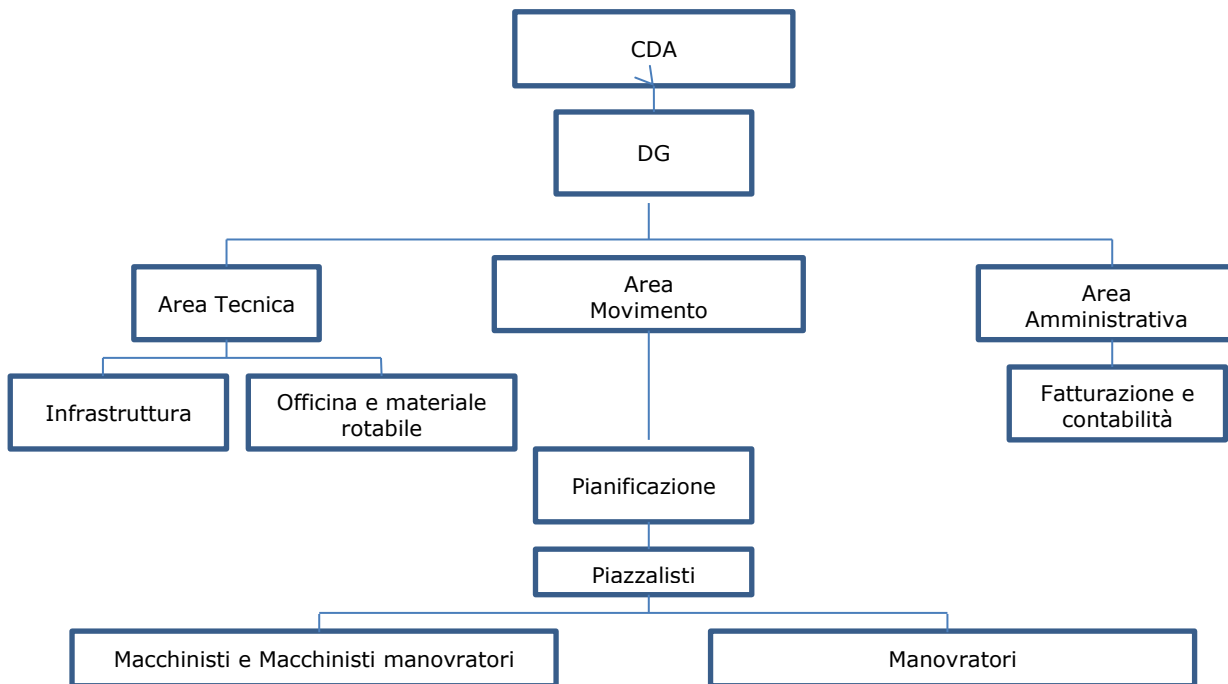 CDA
DG
Area Tecnica
Area
Movimento
Area
Amministrativa
Infrastruttura
Officina e materiale
rotabile
Fatturazione e
contabilità
Pianificazione
Piazzalisti
Macchinisti e Macchinisti manovratori
Manovratori